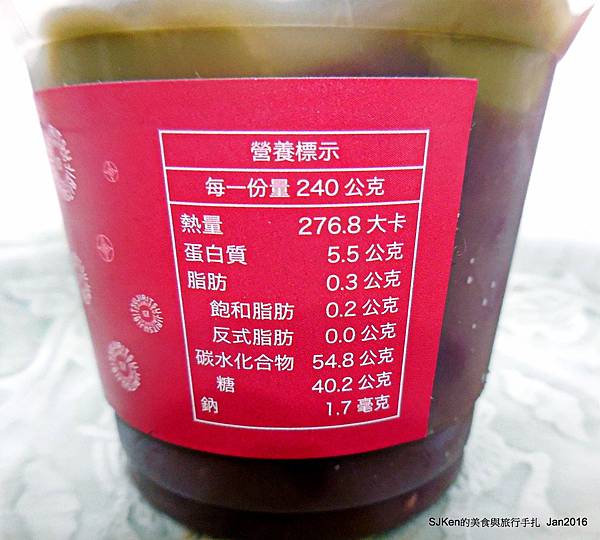 營養標示
每一份量 240 公克
熱量 276.8 大卡
蛋白質 5.5 公克
脂肪 0.3 公克
飽和脂肪 0.2 公克
反式脂肪 0.0 公克
碳水化合物 54.8 公克
糖 40.2 公克
鈉 1.7 毫克
SJKen的美食與旅行手扎 Jan2016